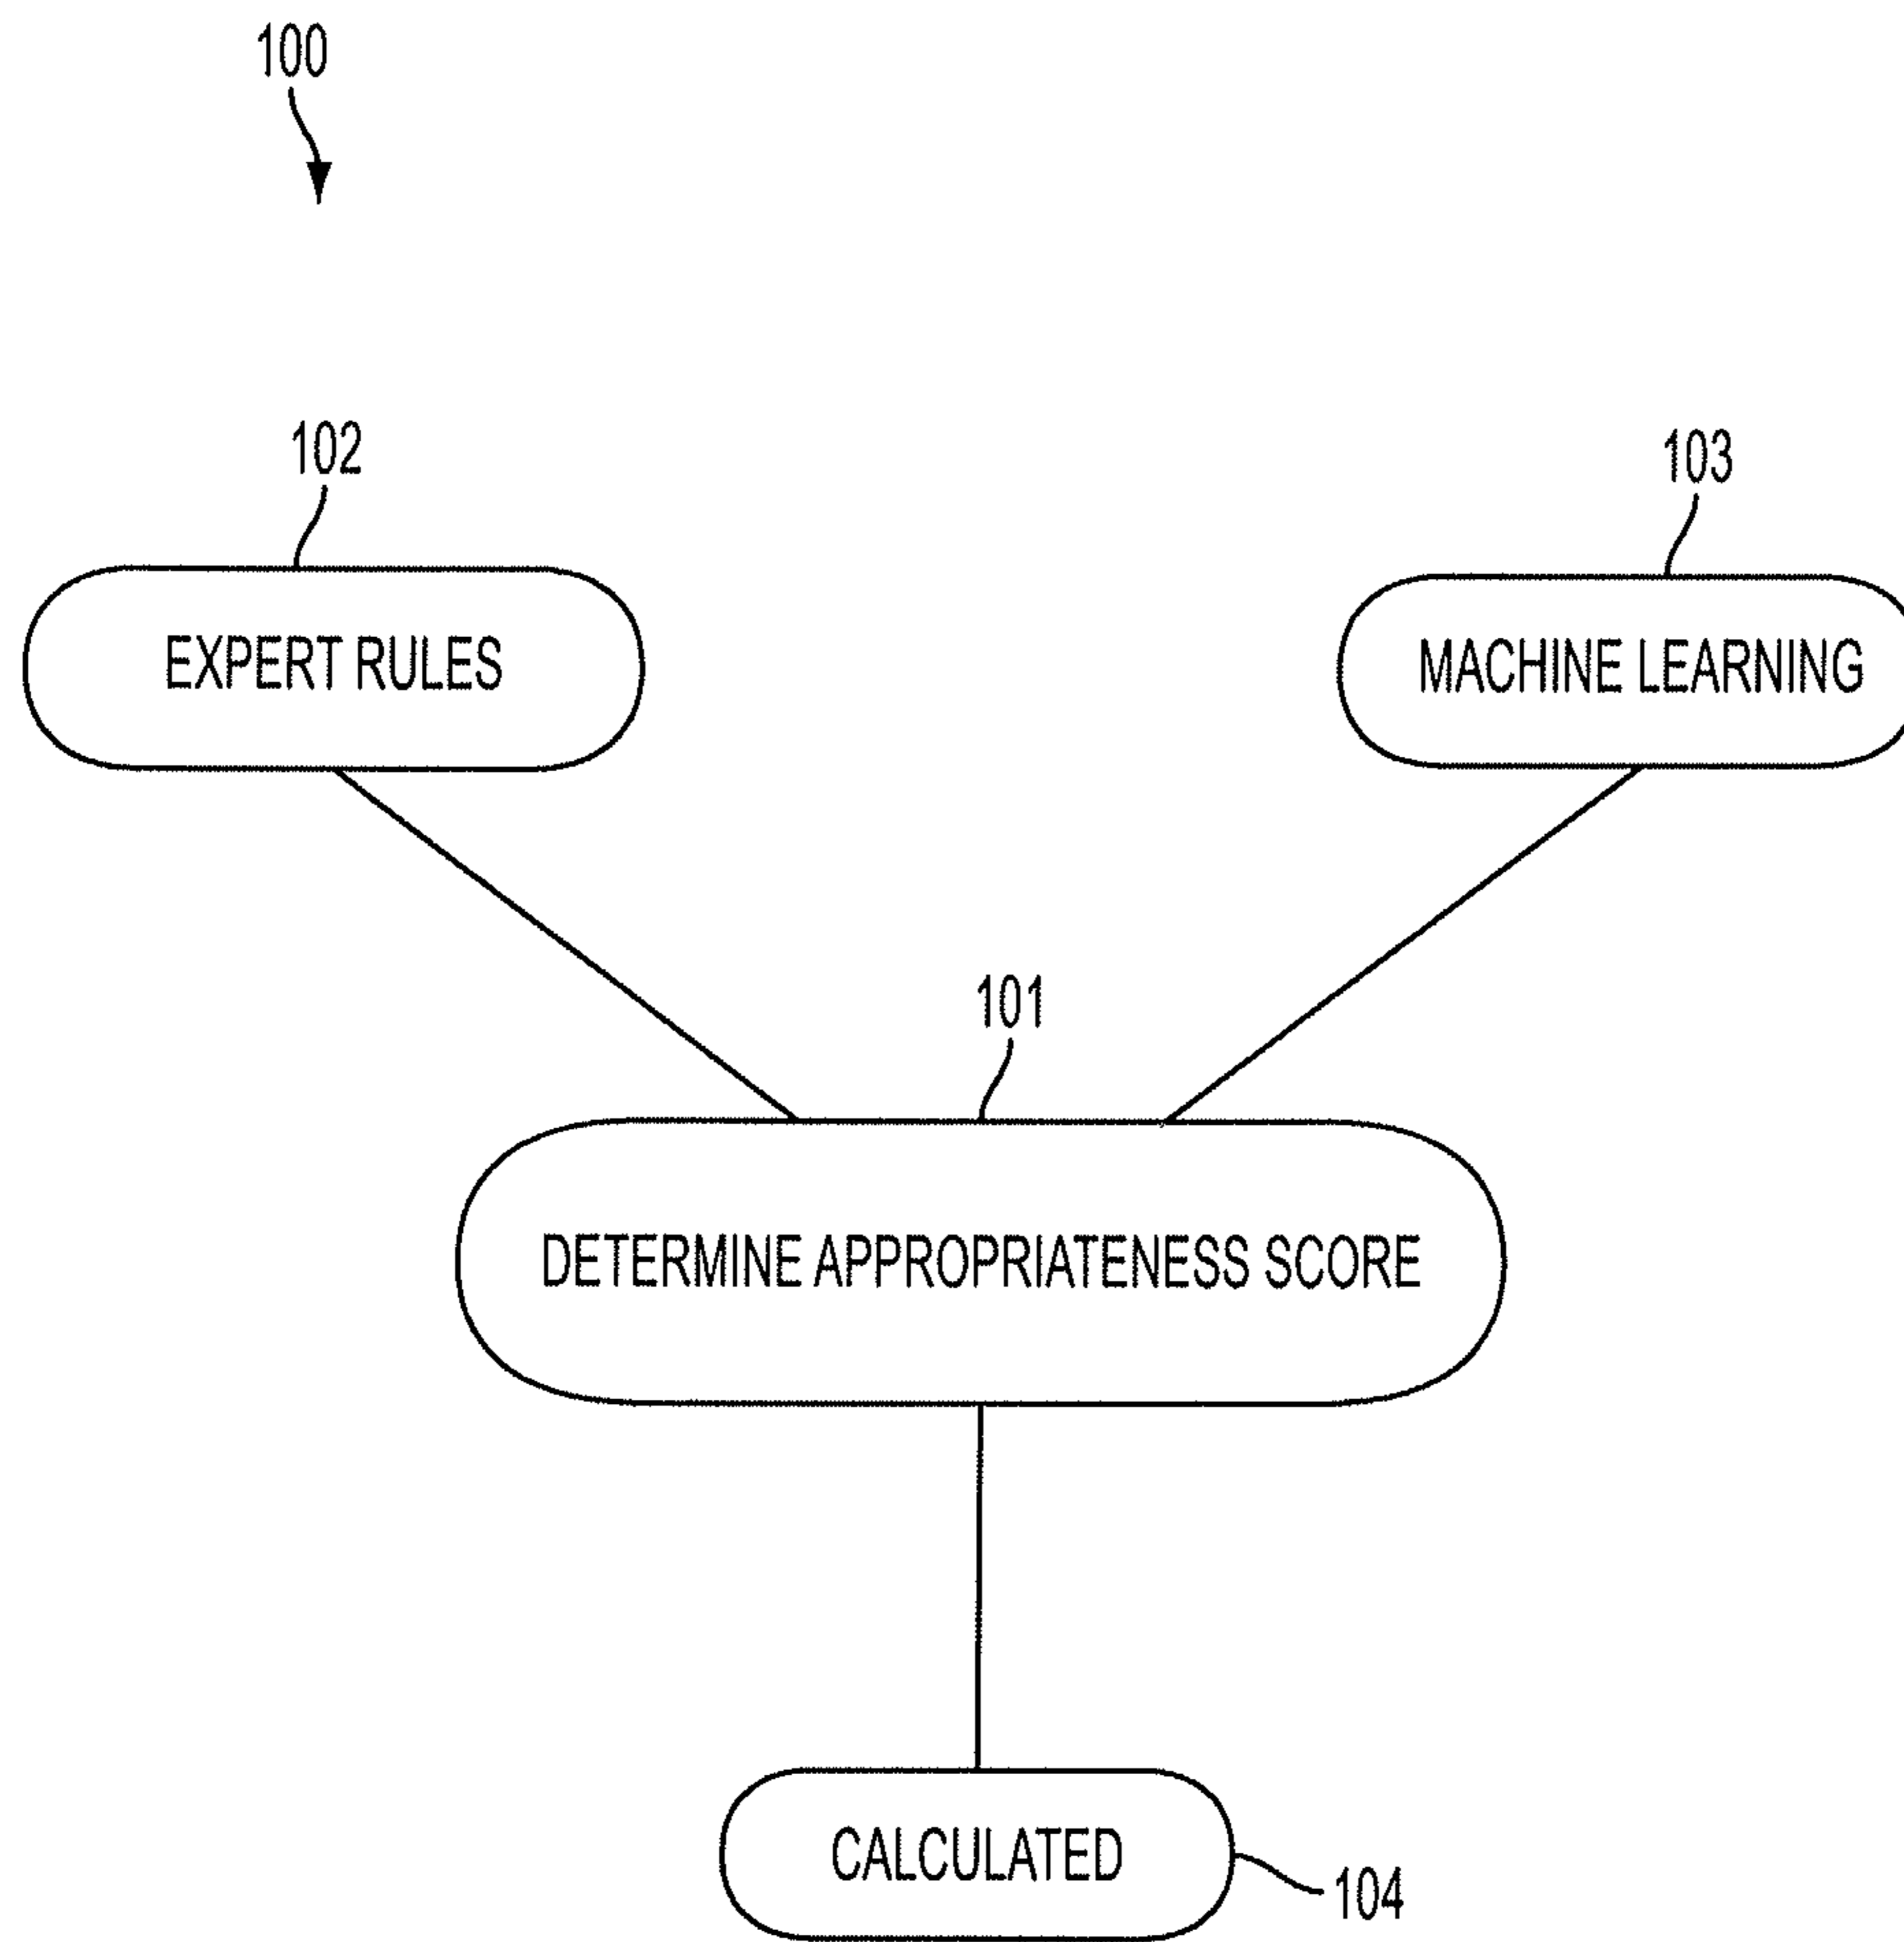 100
102
103
EXPERT RULES
MACHINE LEARNING
101
DETERMINE APPROPRIATENESS SCORE
CALCULATED
104